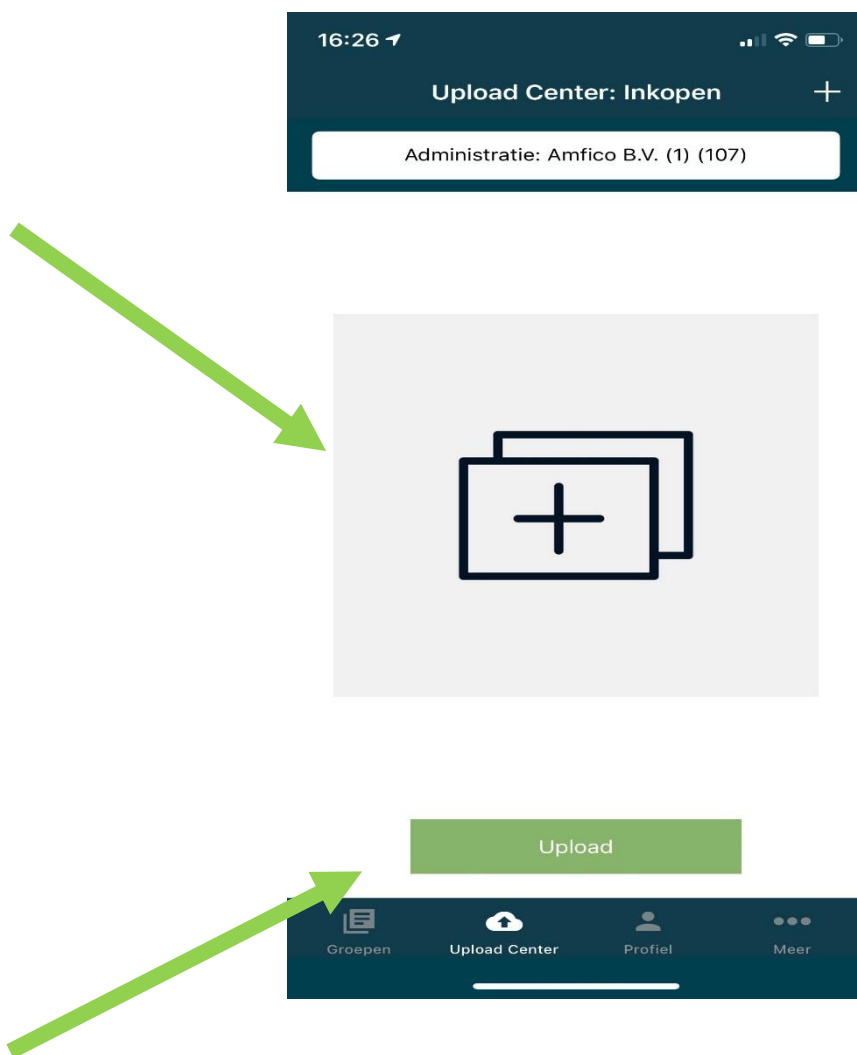 16:26
Upload Center: Inkopen
Administratie: Amfico B.V. (1) (107)
Upload
Groepen Upload Center Profiel Meer